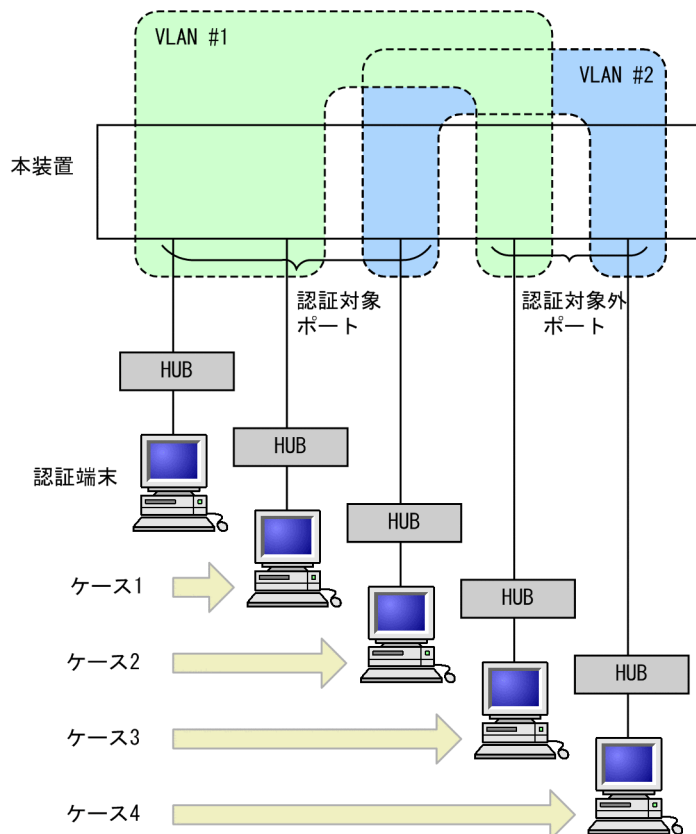 VLAN #1
VLAN #2
本装置
認証対象
ポート
認証対象外
ポート
HUB
HUB
認証端末
HUB
ケース1
HUB
ケース2
HUB
ケース3
ケース4